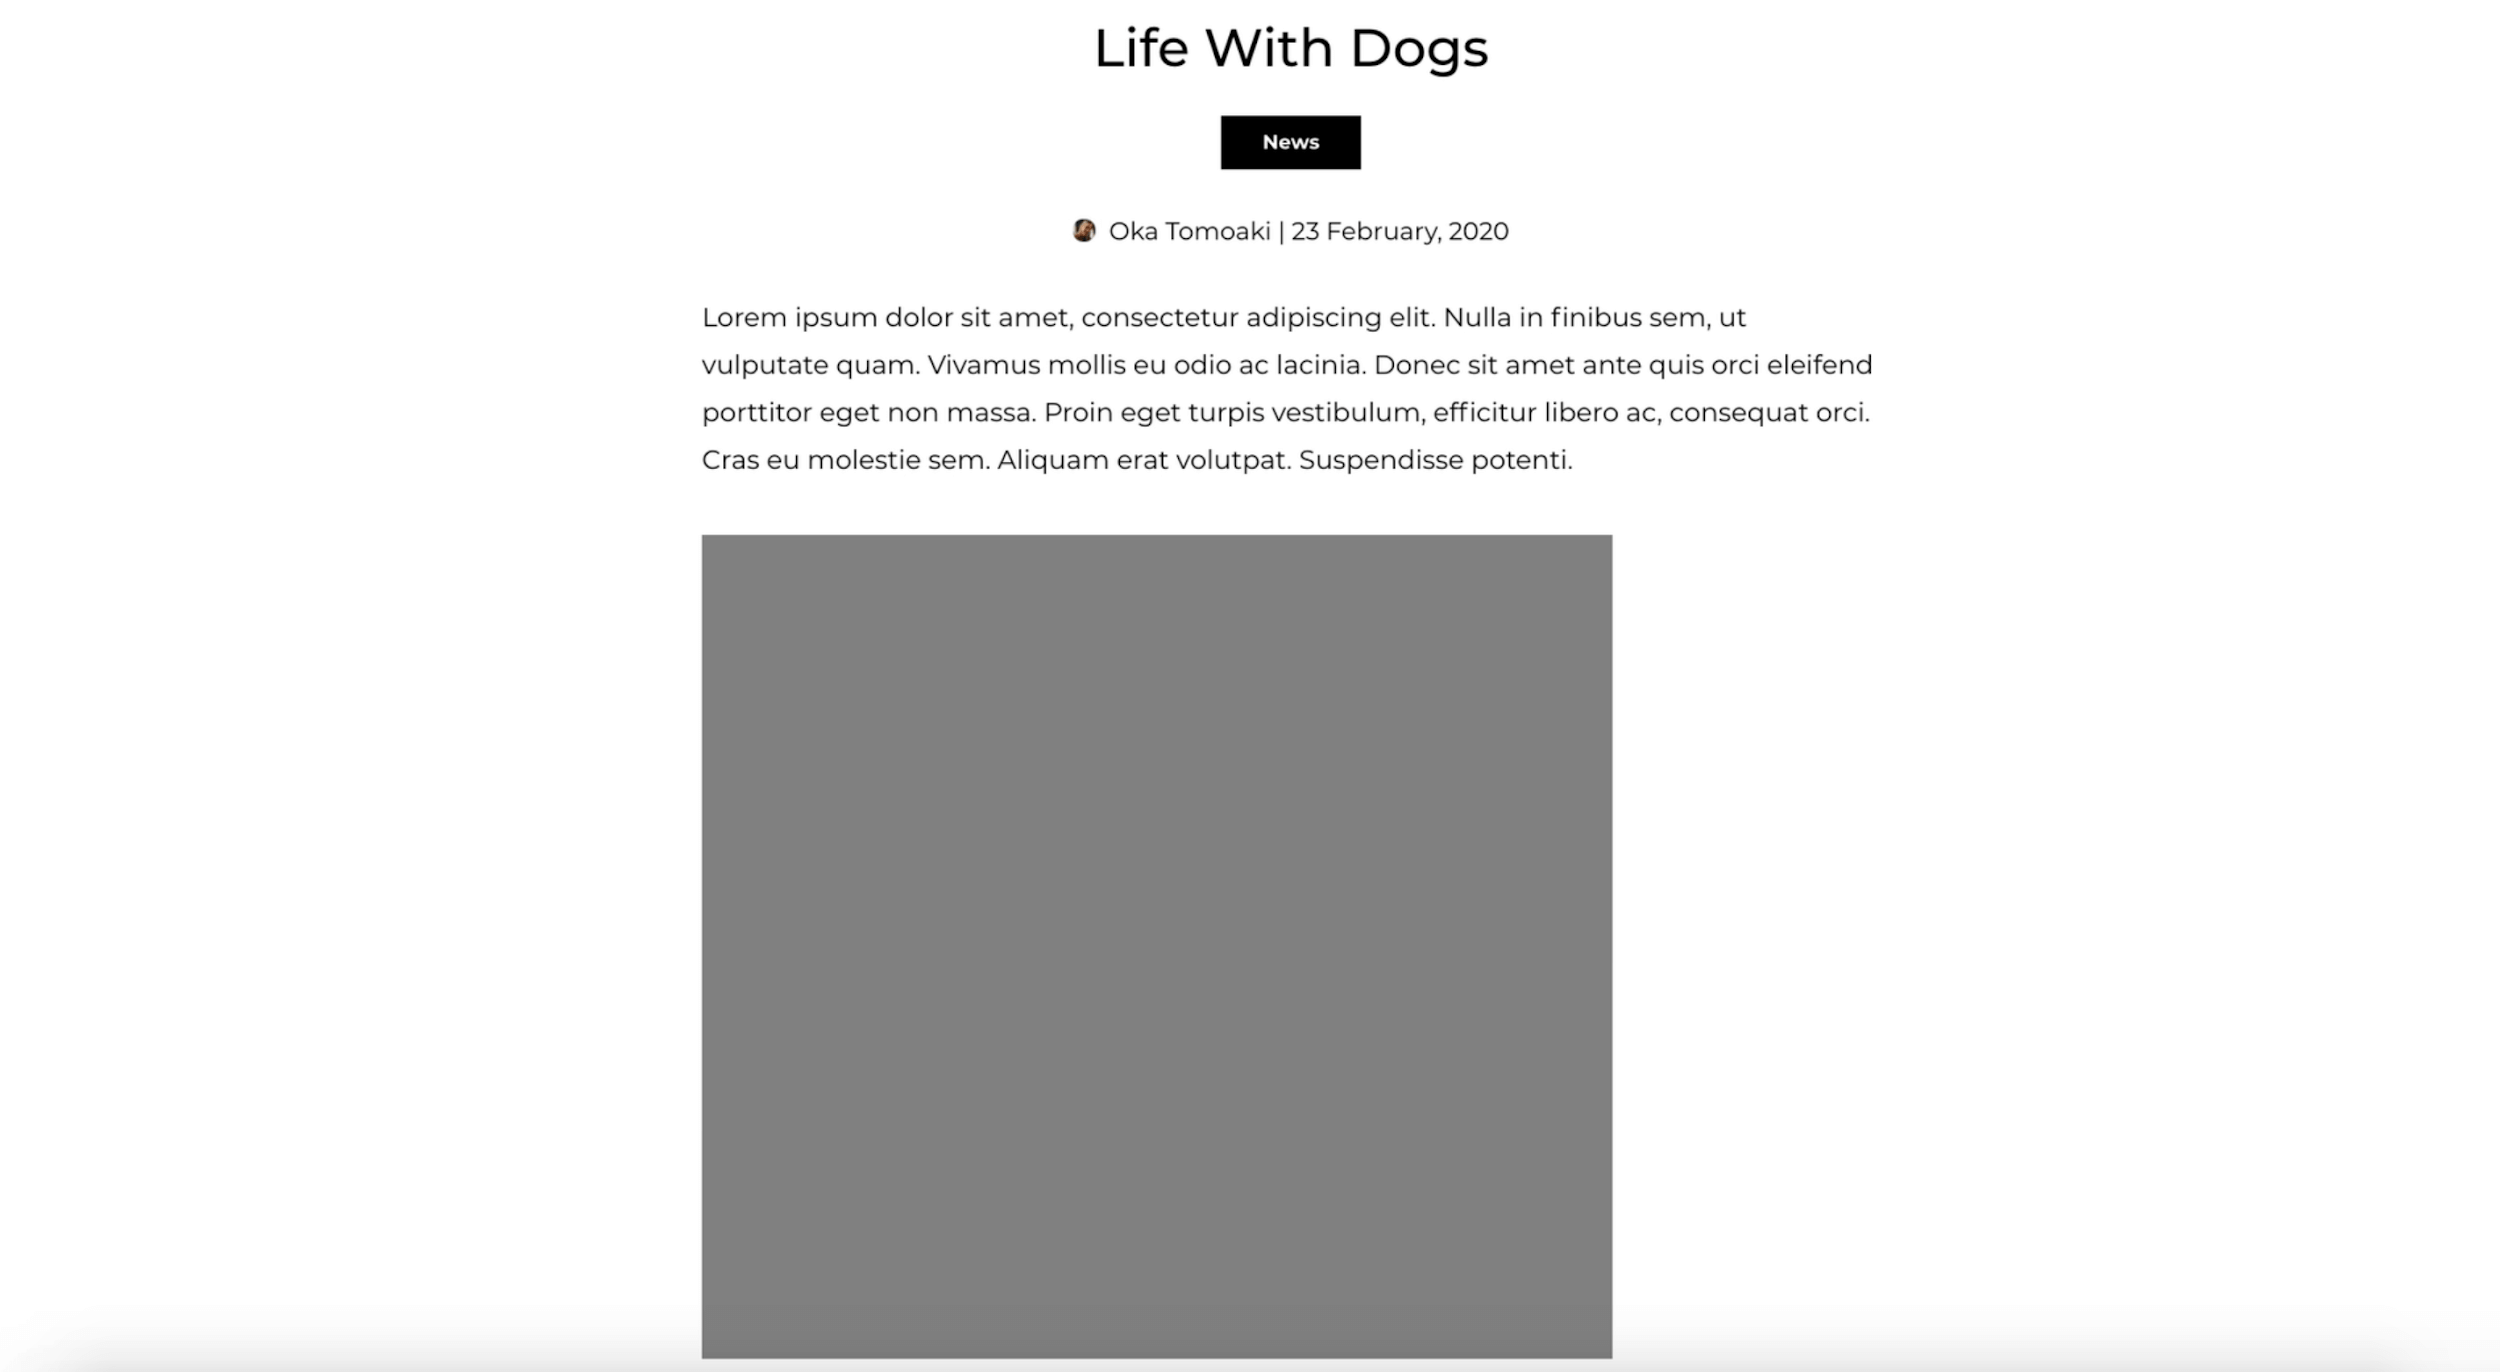 Life With Dogs
News
Oka Tomoaki | 23 February, 2020
Lorem ipsum dolor sit amet, consectetur adipiscing elit. Nulla in finibus sem, ut
vulputate quam. Vivamus mollis eu odio ac lacinia. Donec sit amet ante quis orci eleifend
porttitor eget non massa. Proin eget turpis vestibulum, efficitur libero ac, consequat orci.
Cras eu molestie sem. Aliquam erat volutpat. Suspendisse potenti.